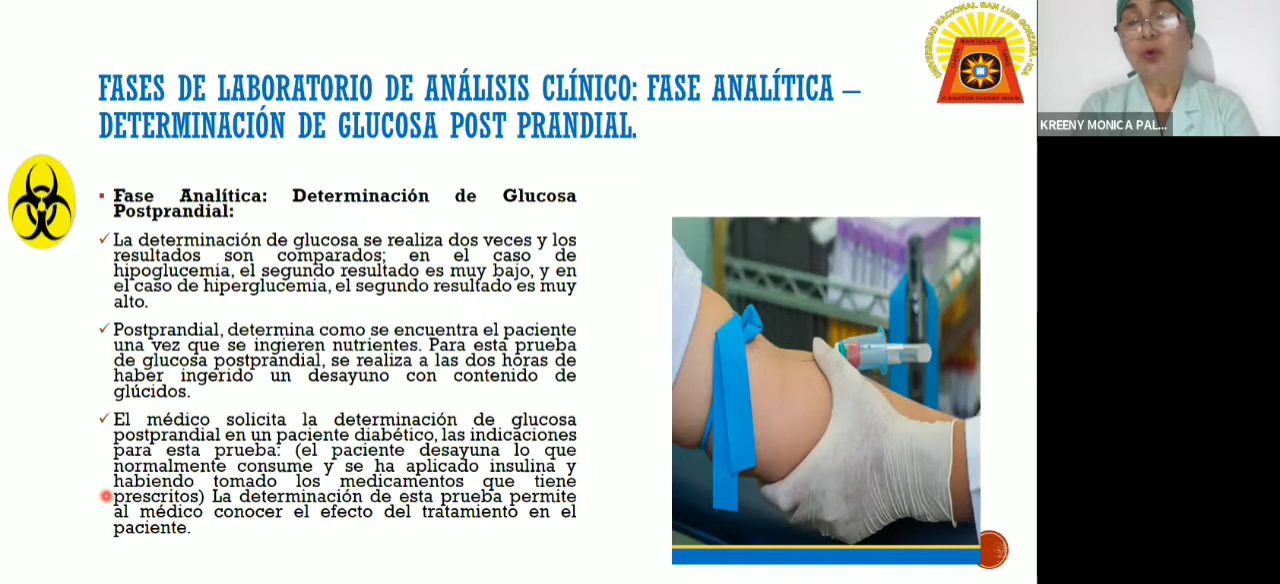 FASES DE LABORATORIO DE ANÁLISIS CLÍNICO: FASE ANALÍTICA –
DETERMINACIÓN DE GLUCOSA POST PRANDIAL.
Fase Analítica: Determinación de Glucosa
Postprandial:
La determinación de glucosa se realiza dos veces y los
resultados son comparados; en el caso de
hipoglucemia, el segundo resultado es muy bajo, y en
el caso de hiperglucemia, el segundo resultado es muy
alto.
Postprandial, determina como se encuentra el paciente
una vez que se ingieren nutrientes. Para esta prueba
de glucosa postprandial, se realiza a las dos horas de
haber ingerido un desayuno con contenido de
glúcidos.
El médico solicita la determinación de glucosa
postprandial en un paciente diabético, las indicaciones
para esta prueba: (el paciente desayuna lo que
normalmente consume y se ha aplicado insulina y
habiendo tomado los medicamentos que tiene
prescritos) La determinación de esta prueba permite
al médico conocer el efecto del tratamiento en el
paciente.
UNIVERSIDAD NACIONAL SAN LUIS GONZAGA - ICA
KREENY MONICA PAL...